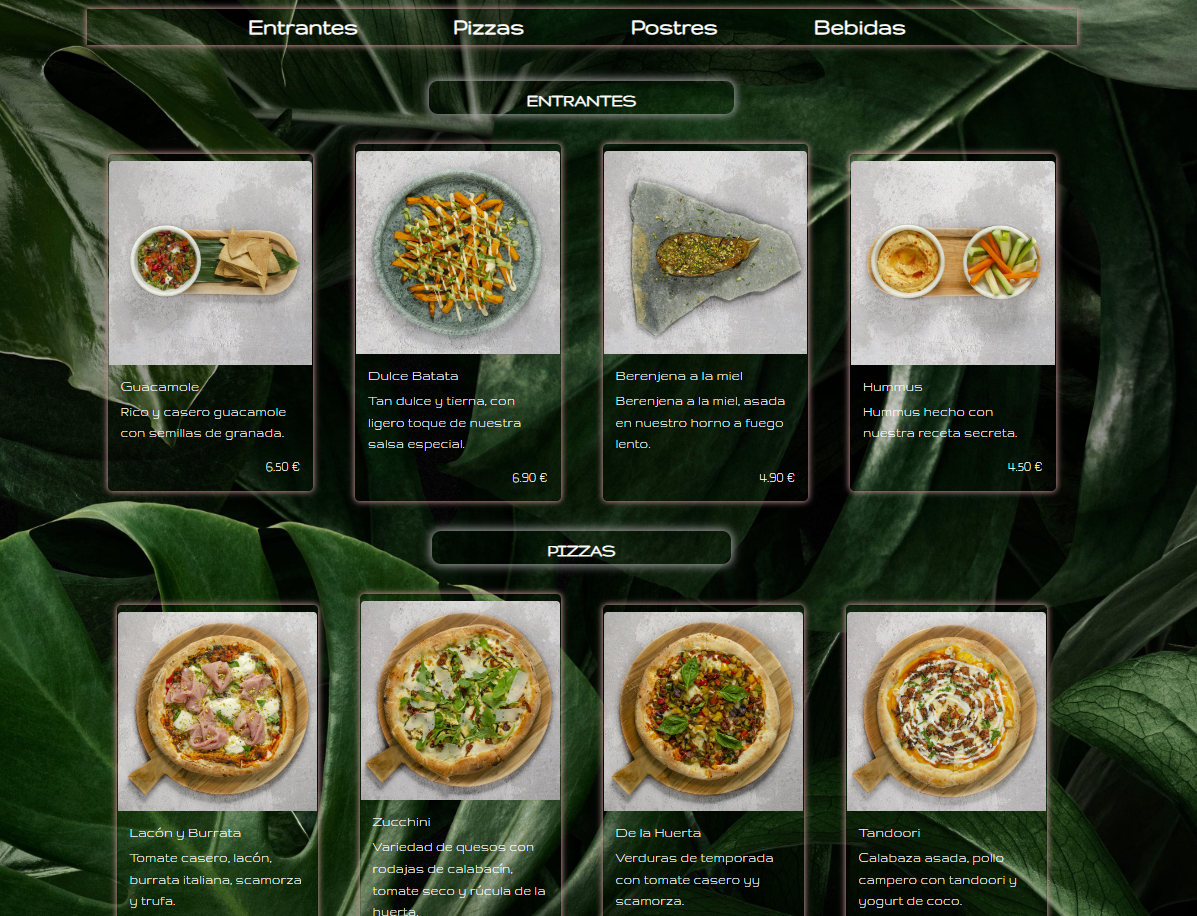 Entrantes Pizzas Postres Bebidas
ENTRANTES
Guacamole
Rico y casero guacamole
con semillas de granada.
6.50 €
Dulce Batata
Tan dulce y tierna, con
ligero toque de nuestra
salsa especial.
6.90 €
Berenjena a la miel
Berenjena a la miel, asada
en nuestro horno a fuego
lento.
4.90 €
Hummus
Hummus hecho con
nuestra receta secreta.
4.50 €
PIZZAS
Lacón y Burrata
Tomate casero, lacón,
burrata italiana, scamorza
y trufa.
Zucchini
Variedad de quesos con
rodajas de calabacín,
tomate seco y rúcula de la
huerta.
De la Huerta
Verduras de temporada
con tomate casero yy
scamorza.
Tandoori
Calabaza asada, pollo
campero con tandoori y
yogurt de coco.